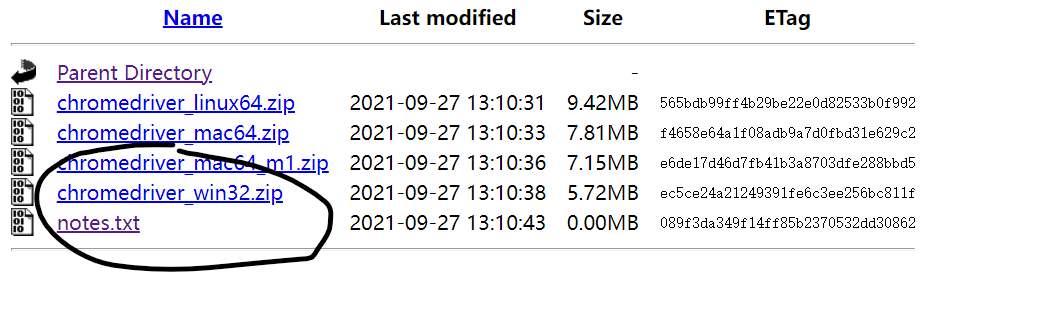 Name Last modified Size ETag
Parent Directory -
chromedriver_linux64.zip 2021-09-27 13:10:31 9.42MB 565bdb99ff4b29be22e0d82533b0f992
chromedriver_mac64.zip 2021-09-27 13:10:33 7.81MB f4658e64a1f08adb9a7d0fbd31e629c2
chromedriver_mac64_m1.zip 2021-09-27 13:10:36 7.15MB e6de17d46d7fb41b3a8703dfe288bbd5
chromedriver_win32.zip 2021-09-27 13:10:38 5.72MB ec5ce24a21249391fe6c3ee256bc811f
notes.txt 2021-09-27 13:10:43 0.00MB 089f3da349f14ff85b2370532dd30862